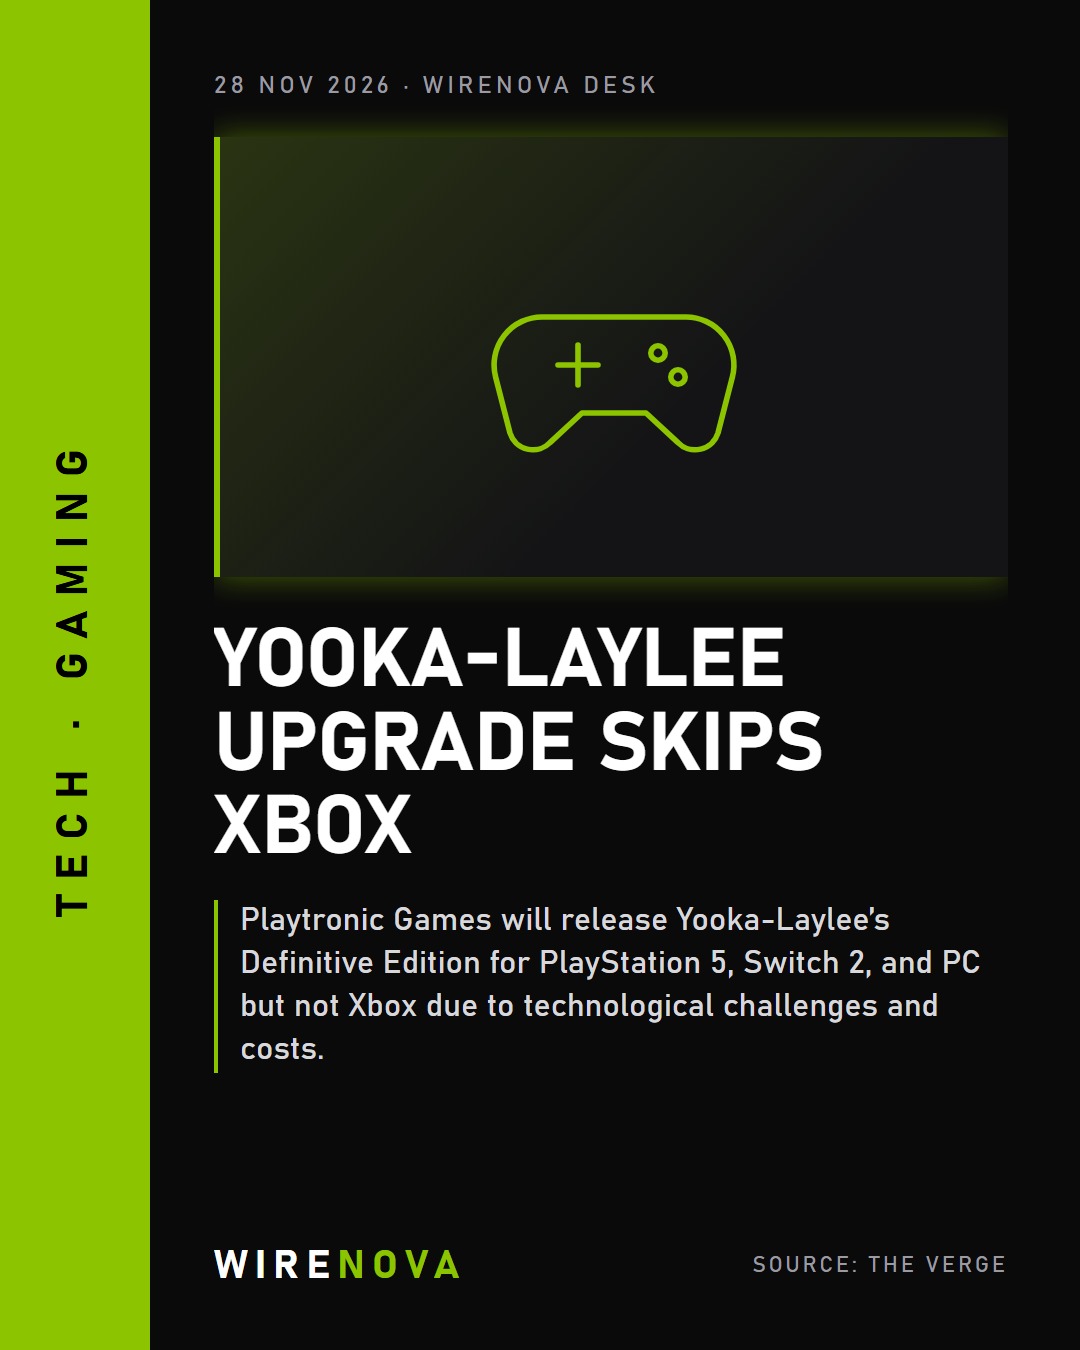 TECH · GAMING
28 NOV 2026 · WIRENOVA DESK
YOOKA-LAYLEE
UPGRADE SKIPS
XBOX
Playtronic Games will release Yooka-Laylee’s
Definitive Edition for PlayStation 5, Switch 2, and PC
but not Xbox due to technological challenges and
costs.
WIRENOVA
SOURCE: THE VERGE